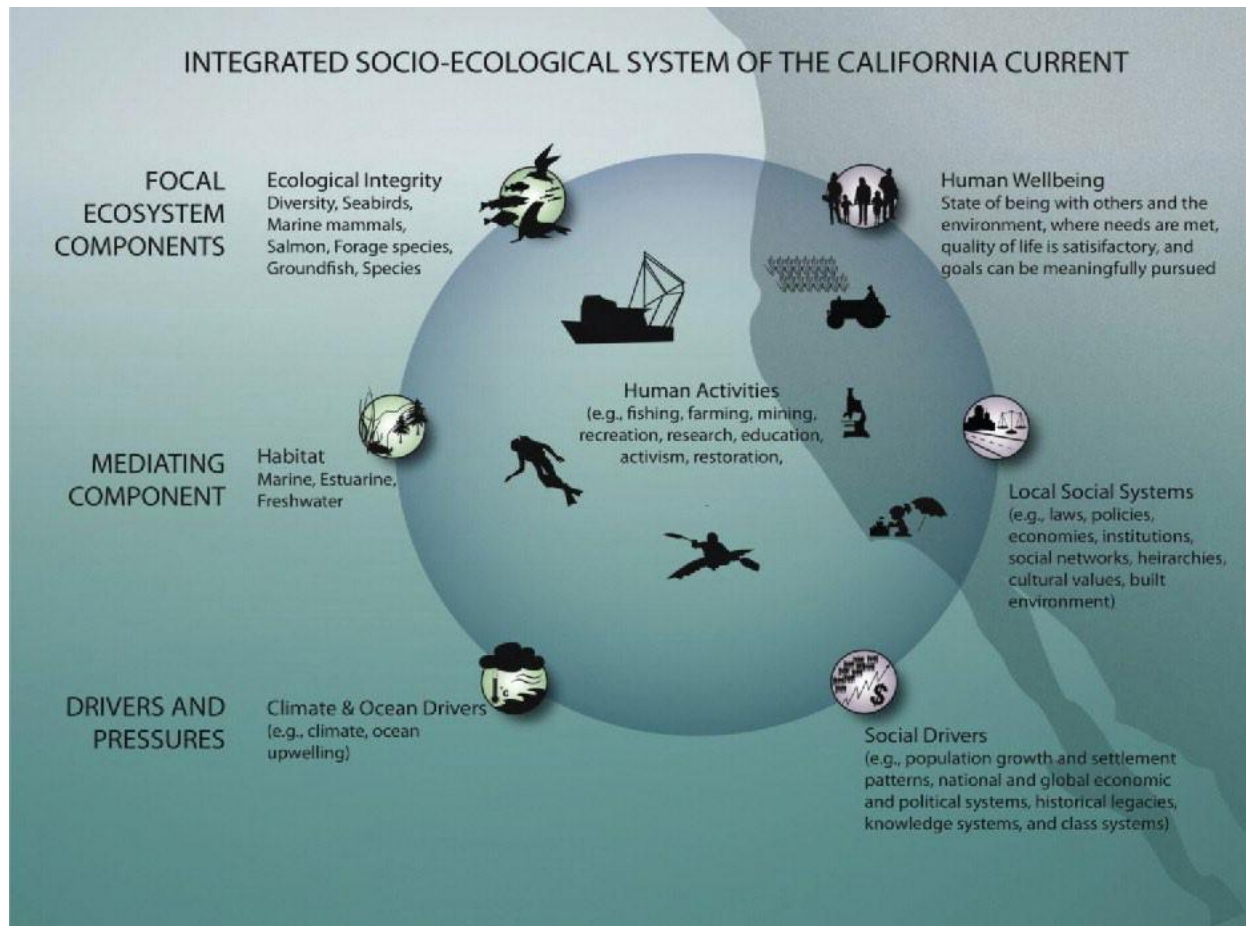 INTEGRATED SOCIO-ECOLOGICAL SYSTEM OF THE CALIFORNIA CURRENT
FOCAL
ECOSYSTEM
COMPONENTS
Ecological Integrity
Diversity, Seabirds,
Marine mammals,
Salmon, Forage species,
Groundfish, Species
Human Wellbeing
State of being with others and the
environment, where needs are met,
quality of life is satisifactory, and
goals can be meaningfully pursued
Human Activities
(e.g., fishing, farming, mining,
recreation, research, education,
activism, restoration,
MEDIATING
COMPONENT
Habitat
Marine, Estuarine,
Freshwater
Local Social Systems
(e.g., laws, policies,
economies, institutions,
social networks, heirarchies,
cultural values, built
environment)
DRIVERS AND
PRESSURES
Climate & Ocean Drivers
(e.g., climate, ocean
upwelling)
°c
$
Social Drivers
(e.g., population growth and settlement
patterns, national and global economic
and political systems, historical legacies,
knowledge systems, and class systems)